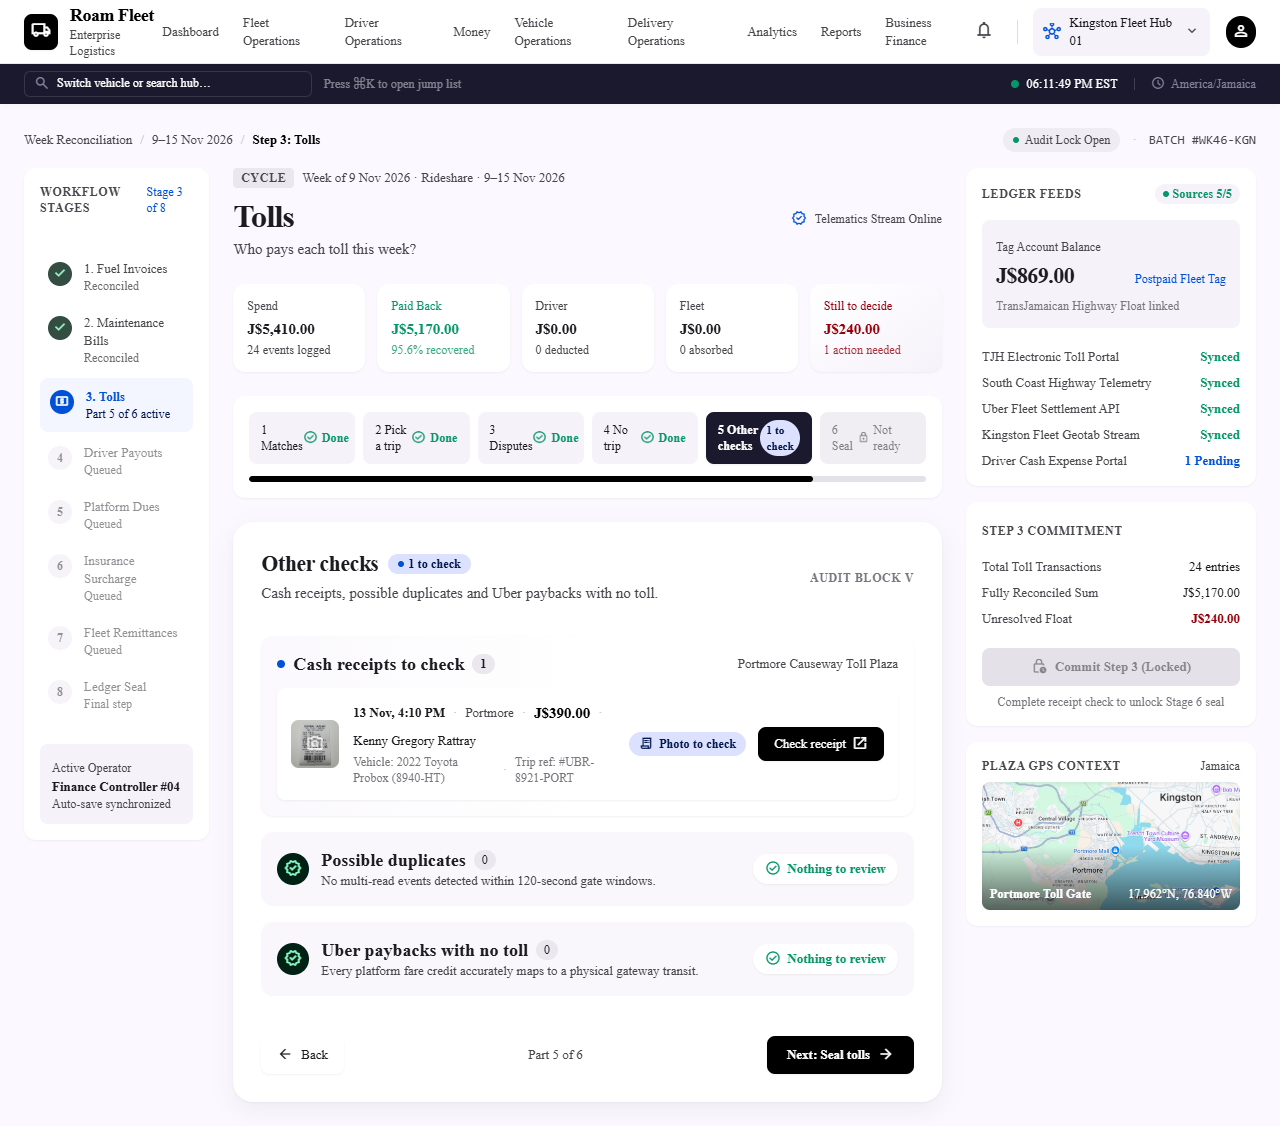 Roam Fleet
Enterprise
Logistics
Dashboard
Fleet
Operations
Driver
Operations
Money
Vehicle
Operations
Delivery
Operations
Analytics
Reports
Business
Finance
Kingston Fleet Hub
01
Switch vehicle or search hub...
Press ⌘K to open jump list
06:11:49 PM EST
America/Jamaica
Week Reconciliation / 9–15 Nov 2026 / Step 3: Tolls
Audit Lock Open · BATCH #WK46-KGN
WORKFLOW
STAGES
Stage 3
of 8
1. Fuel Invoices
Reconciled
2. Maintenance
Bills
Reconciled
3. Tolls
Part 5 of 6 active
4
Driver Payouts
Queued
5
Platform Dues
Queued
6
Insurance
Surcharge
Queued
7
Fleet Remittances
Queued
8
Ledger Seal
Final step
Active Operator
Finance Controller #04
Auto-save synchronized
CYCLE Week of 9 Nov 2026 · Rideshare · 9–15 Nov 2026
Tolls
Who pays each toll this week?
Telematics Stream Online
Spend
J$5,410.00
24 events logged
Paid Back
J$5,170.00
95.6% recovered
Driver
J$0.00
0 deducted
Fleet
J$0.00
0 absorbed
Still to decide
J$240.00
1 action needed
1
Matches
Done
2 Pick
a trip
Done
3
Disputes
Done
4 No
trip
Done
5 Other
checks
1 to
check
6
Seal
Not
ready
Other checks
1 to check
Cash receipts, possible duplicates and Uber paybacks with no toll.
AUDIT BLOCK V
Cash receipts to check 1
Portmore Causeway Toll Plaza
13 Nov, 4:10 PM · Portmore · J$390.00 ·
Kenny Gregory Rattray
Vehicle: 2022 Toyota
Probox (8940-HT)
·
Trip ref: #UBR-
8921-PORT
Photo to check
Check receipt
Possible duplicates 0
No multi-read events detected within 120-second gate windows.
Nothing to review
Uber paybacks with no toll 0
Every platform fare credit accurately maps to a physical gateway transit.
Nothing to review
Back
Part 5 of 6
Next: Seal tolls
LEDGER FEEDS
Sources 5/5
Tag Account Balance
J$869.00
Postpaid Fleet Tag
TransJamaican Highway Float linked
TJH Electronic Toll Portal Synced
South Coast Highway Telemetry Synced
Uber Fleet Settlement API Synced
Kingston Fleet Geotab Stream Synced
Driver Cash Expense Portal 1 Pending
STEP 3 COMMITMENT
Total Toll Transactions 24 entries
Fully Reconciled Sum J$5,170.00
Unresolved Float J$240.00
Commit Step 3 (Locked)
Complete receipt check to unlock Stage 6 seal
PLAZA GPS CONTEXT Jamaica
Kingston
Central Village
Portmore Mall
Portmore
Portmore Toll Gate
17.962°N, 76.840°W